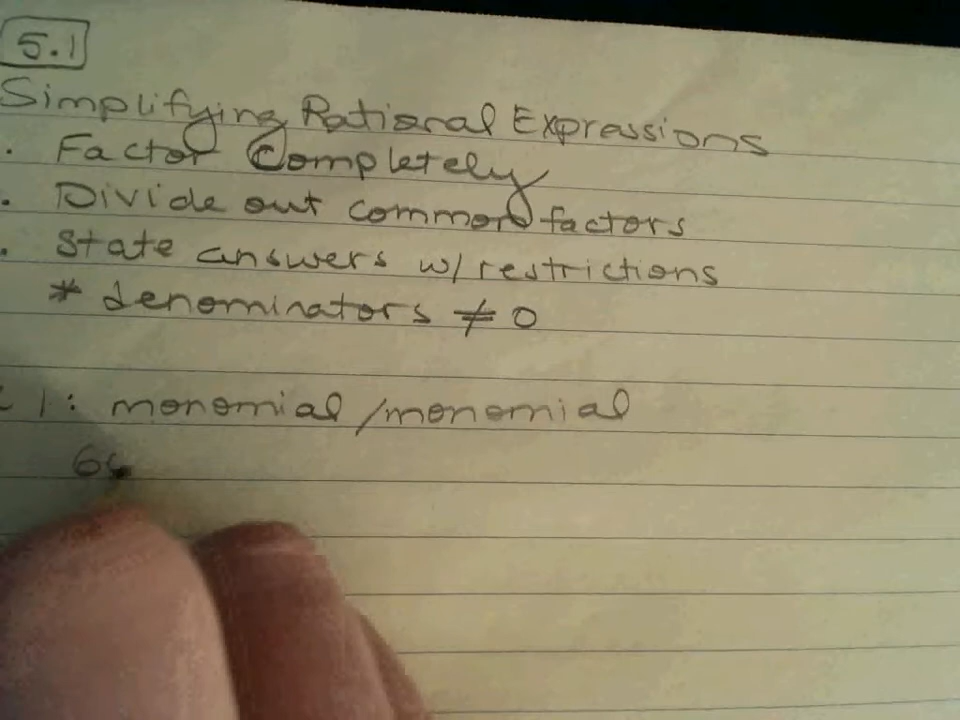 5.1
Simplifying Rational Expressions
. Factor Completely
. Divide out common factors
. State answers w/ restrictions
* denominators ≠ 0
1: monomial/monomial
6